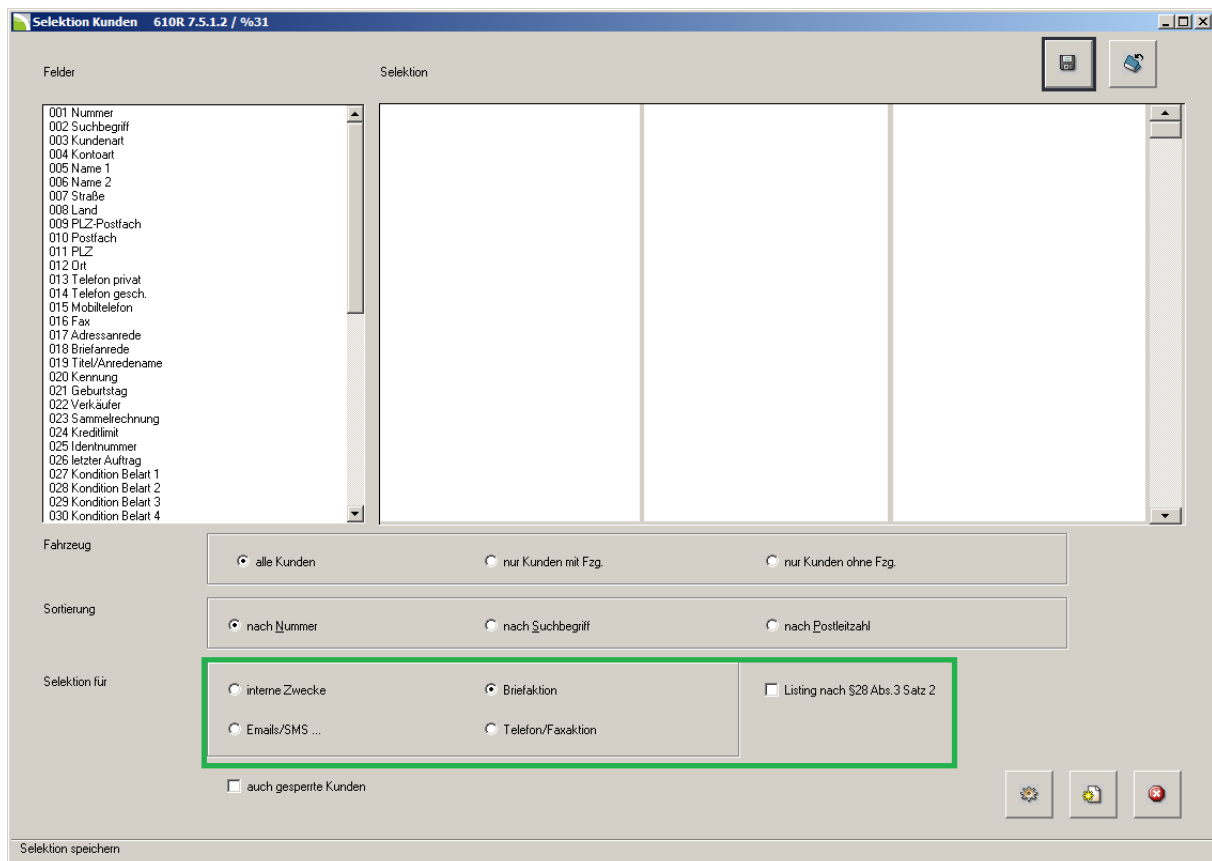 Selektion Kunden 610R 7.5.1.2 / %31
Felder Selektion
001 Nummer
002 Suchbegriff
003 Kundenart
004 Kontoart
005 Name 1
006 Name 2
007 Straße
008 Land
009 PLZ-Postfach
010 Postfach
011 PLZ
012 Ort
013 Telefon privat
014 Telefon gesch.
015 Mobiltelefon
016 Fax
017 Adressanrede
018 Briefanrede
019 Titel/Anredename
020 Kennung
021 Geburtstag
022 Verkäufer
023 Sammelrechnung
024 Kreditlimit
025 Identnummer
026 letzter Auftrag
027 Kondition Belart 1
028 Kondition Belart 2
029 Kondition Belart 3
030 Kondition Belart 4
Fahrzeug
alle Kunden nur Kunden mit Fzg. nur Kunden ohne Fzg.
Sortierung
nach Nummer nach Suchbegriff nach Postleitzahl
Selektion für
interne Zwecke Briefaktion Listing nach §28 Abs.3 Satz 2
Emails/SMS ... Telefon/Faxaktion
auch gesperrte Kunden
Selektion speichern